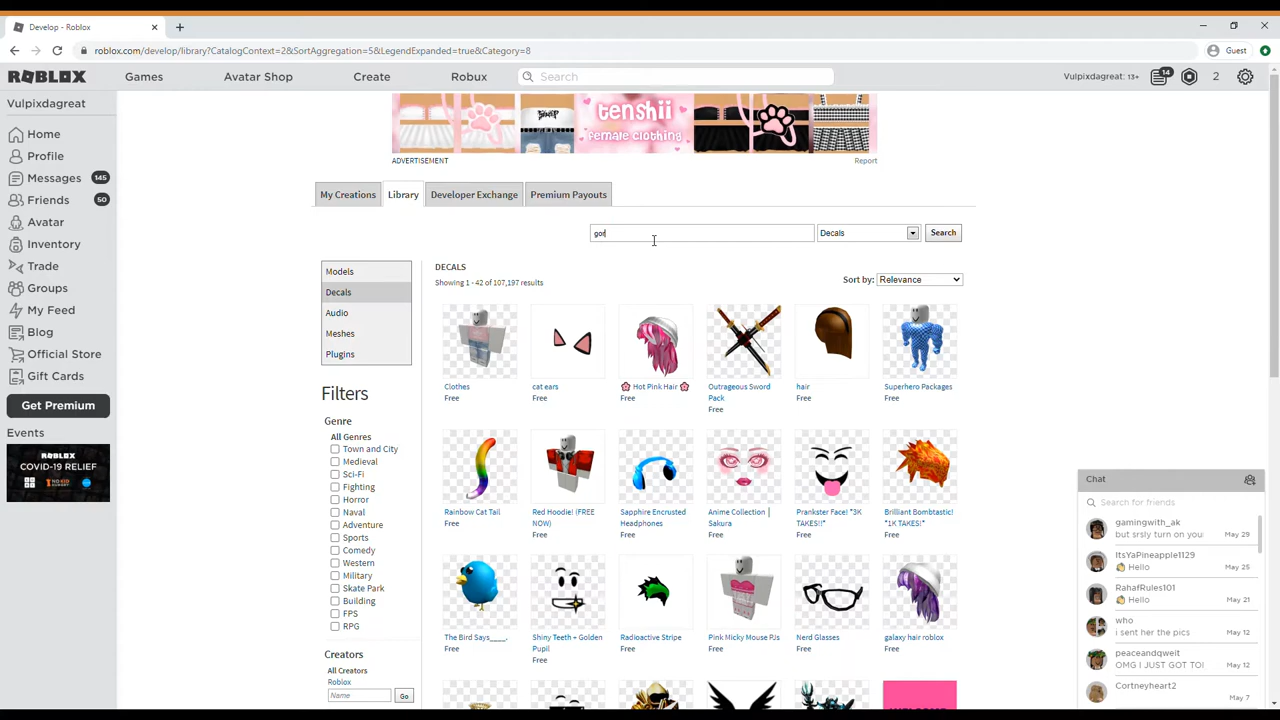 Develop - Roblox
roblox.com/develop/library?CatalogContext=2&SortAggregation=5&LegendExpanded=true&Category=8
Guest
ROBLOX
Games
Avatar Shop
Create
Robux
Search
Vulpixdagreat: 13+
14
2
Vulpixdagreat
Home
Profile
Messages 145
Friends 50
Avatar
Inventory
Trade
Groups
My Feed
Blog
Official Store
Gift Cards
Get Premium
Events
ROBLOX
COVID-19 RELIEF
tenshii
female clothing
ADVERTISEMENT
Report
My Creations
Library
Developer Exchange
Premium Payouts
gor
Decals
Search
Models
Decals
Audio
Meshes
Plugins
DECALS
Showing 1 - 42 of 107,197 results
Sort by: Relevance
Clothes
Free
cat ears
Free
Hot Pink Hair
Free
Outrageous Sword
Pack
Free
hair
Free
Superhero Packages
Free
Rainbow Cat Tail
Free
Red Hoodie! (FREE
NOW)
Free
Sapphire Encrusted
Headphones
Free
Anime Collection |
Sakura
Free
Prankster Face! *3K
TAKES!!*
Free
Brilliant Bombtastic!
*1K TAKES!*
Free
The Bird Says____.
Free
Shiny Teeth + Golden
Pupil
Free
Radioactive Stripe
Free
Pink Micky Mouse PJs
Free
Nerd Glasses
Free
galaxy hair roblox
Free
Filters
Genre
All Genres
Town and City
Medieval
Sci-Fi
Fighting
Horror
Naval
Adventure
Sports
Comedy
Western
Military
Skate Park
Building
FPS
RPG
Creators
All Creators
Roblox
Name
Go
Chat
Search for friends
gamingwith_ak
but srsly turn on you
May 29
ItsYaPineapple1129
Hello
May 25
RahafRules101
Hello
May 21
who
i sent her the pics
May 12
peaceandqweit
OMG I JUST GOT TO
May 12
Cortneyheart2
May 7